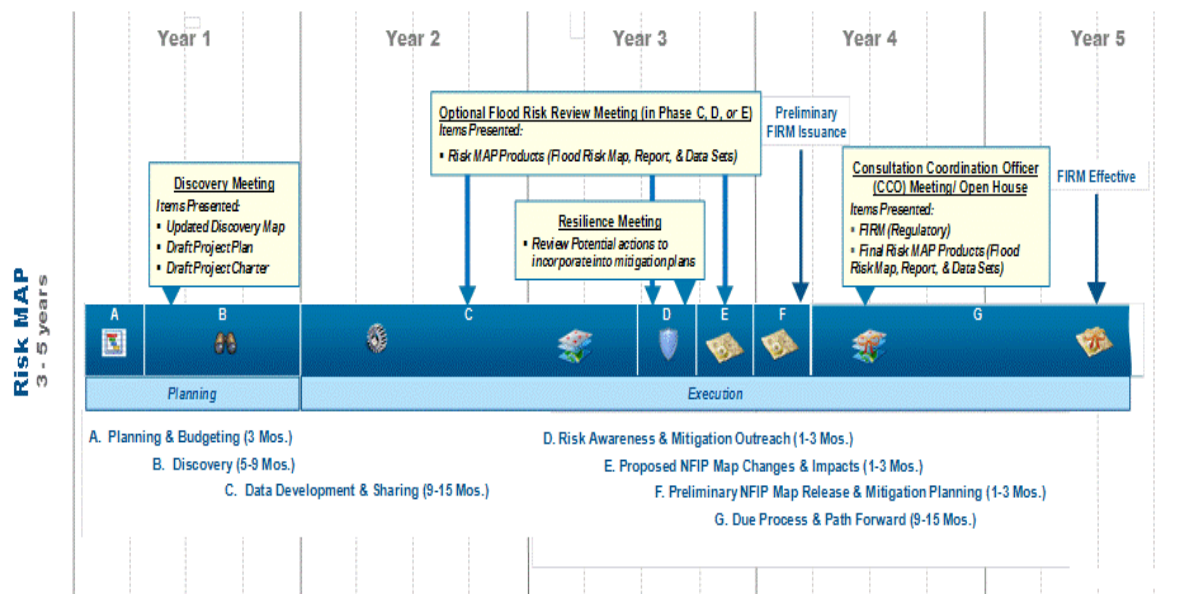 Year 1
Year 2
Year 3
Year 4
Year 5
Optional Flood Risk Review Meeting (in Phase C, D, or E)
Items Presented:
▪ Risk MAP Products (Flood Risk Map, Report, & Data Sets)
Preliminary
FIRM Issuance
Discovery Meeting
Items Presented:
▪ Updated Discovery Map
▪ Draft Project Plan
▪ Draft Project Charter
Resilience Meeting
▪ Review Potential actions to
incorporate into mitigation plans
Consultation Coordination Officer
(CCO) Meeting/ Open House
Items Presented:
▪ FIRM (Regulatory)
▪ Final Risk MAP Products (Flood
Risk Map, Report, & Data Sets)
FIRM Effective
Risk MAP
3 - 5 years
A
B
C
D
E
F
G
Planning
Execution
A. Planning & Budgeting (3 Mos.)
B. Discovery (5-9 Mos.)
C. Data Development & Sharing (9-15 Mos.)
D. Risk Awareness & Mitigation Outreach (1-3 Mos.)
E. Proposed NFIP Map Changes & Impacts (1-3 Mos.)
F. Preliminary NFIP Map Release & Mitigation Planning (1-3 Mos.)
G. Due Process & Path Forward (9-15 Mos.)